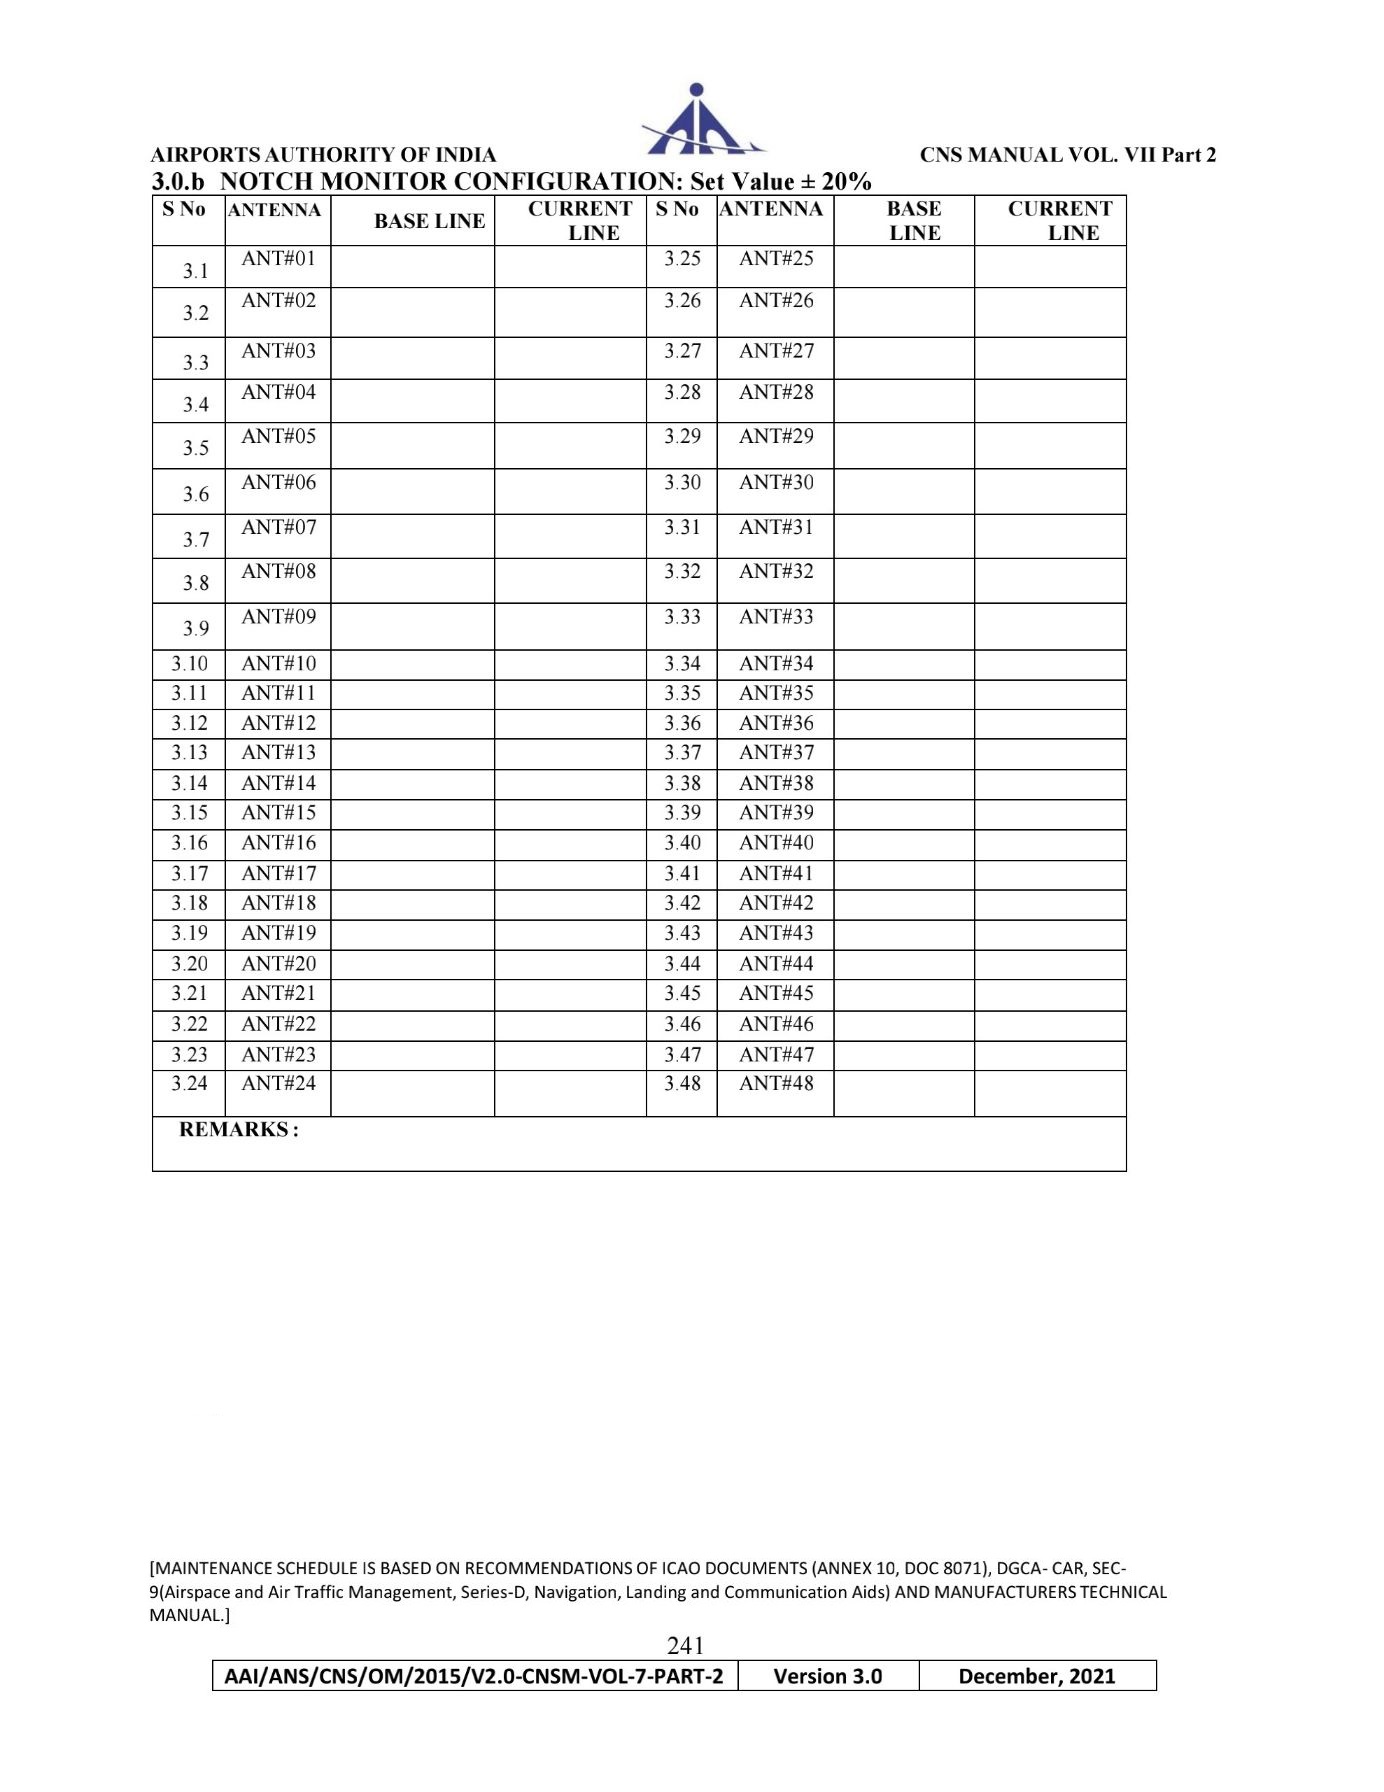 AIRPORTS AUTHORITY OF INDIA CNS MANUAL VOL. VII Part 2
3.0.b NOTCH MONITOR CONFIGURATION: Set Value ± 20%
S No ANTENNA BASE LINE CURRENT LINE S No ANTENNA BASE LINE CURRENT LINE
3.1 ANT#01 3.25 ANT#25
3.2 ANT#02 3.26 ANT#26
3.3 ANT#03 3.27 ANT#27
3.4 ANT#04 3.28 ANT#28
3.5 ANT#05 3.29 ANT#29
3.6 ANT#06 3.30 ANT#30
3.7 ANT#07 3.31 ANT#31
3.8 ANT#08 3.32 ANT#32
3.9 ANT#09 3.33 ANT#33
3.10 ANT#10 3.34 ANT#34
3.11 ANT#11 3.35 ANT#35
3.12 ANT#12 3.36 ANT#36
3.13 ANT#13 3.37 ANT#37
3.14 ANT#14 3.38 ANT#38
3.15 ANT#15 3.39 ANT#39
3.16 ANT#16 3.40 ANT#40
3.17 ANT#17 3.41 ANT#41
3.18 ANT#18 3.42 ANT#42
3.19 ANT#19 3.43 ANT#43
3.20 ANT#20 3.44 ANT#44
3.21 ANT#21 3.45 ANT#45
3.22 ANT#22 3.46 ANT#46
3.23 ANT#23 3.47 ANT#47
3.24 ANT#24 3.48 ANT#48
REMARKS :
[MAINTENANCE SCHEDULE IS BASED ON RECOMMENDATIONS OF ICAO DOCUMENTS (ANNEX 10, DOC 8071), DGCA- CAR, SEC-
9(Airspace and Air Traffic Management, Series-D, Navigation, Landing and Communication Aids) AND MANUFACTURERS TECHNICAL
MANUAL.]
241
AAI/ANS/CNS/OM/2015/V2.0-CNSM-VOL-7-PART-2 Version 3.0 December, 2021